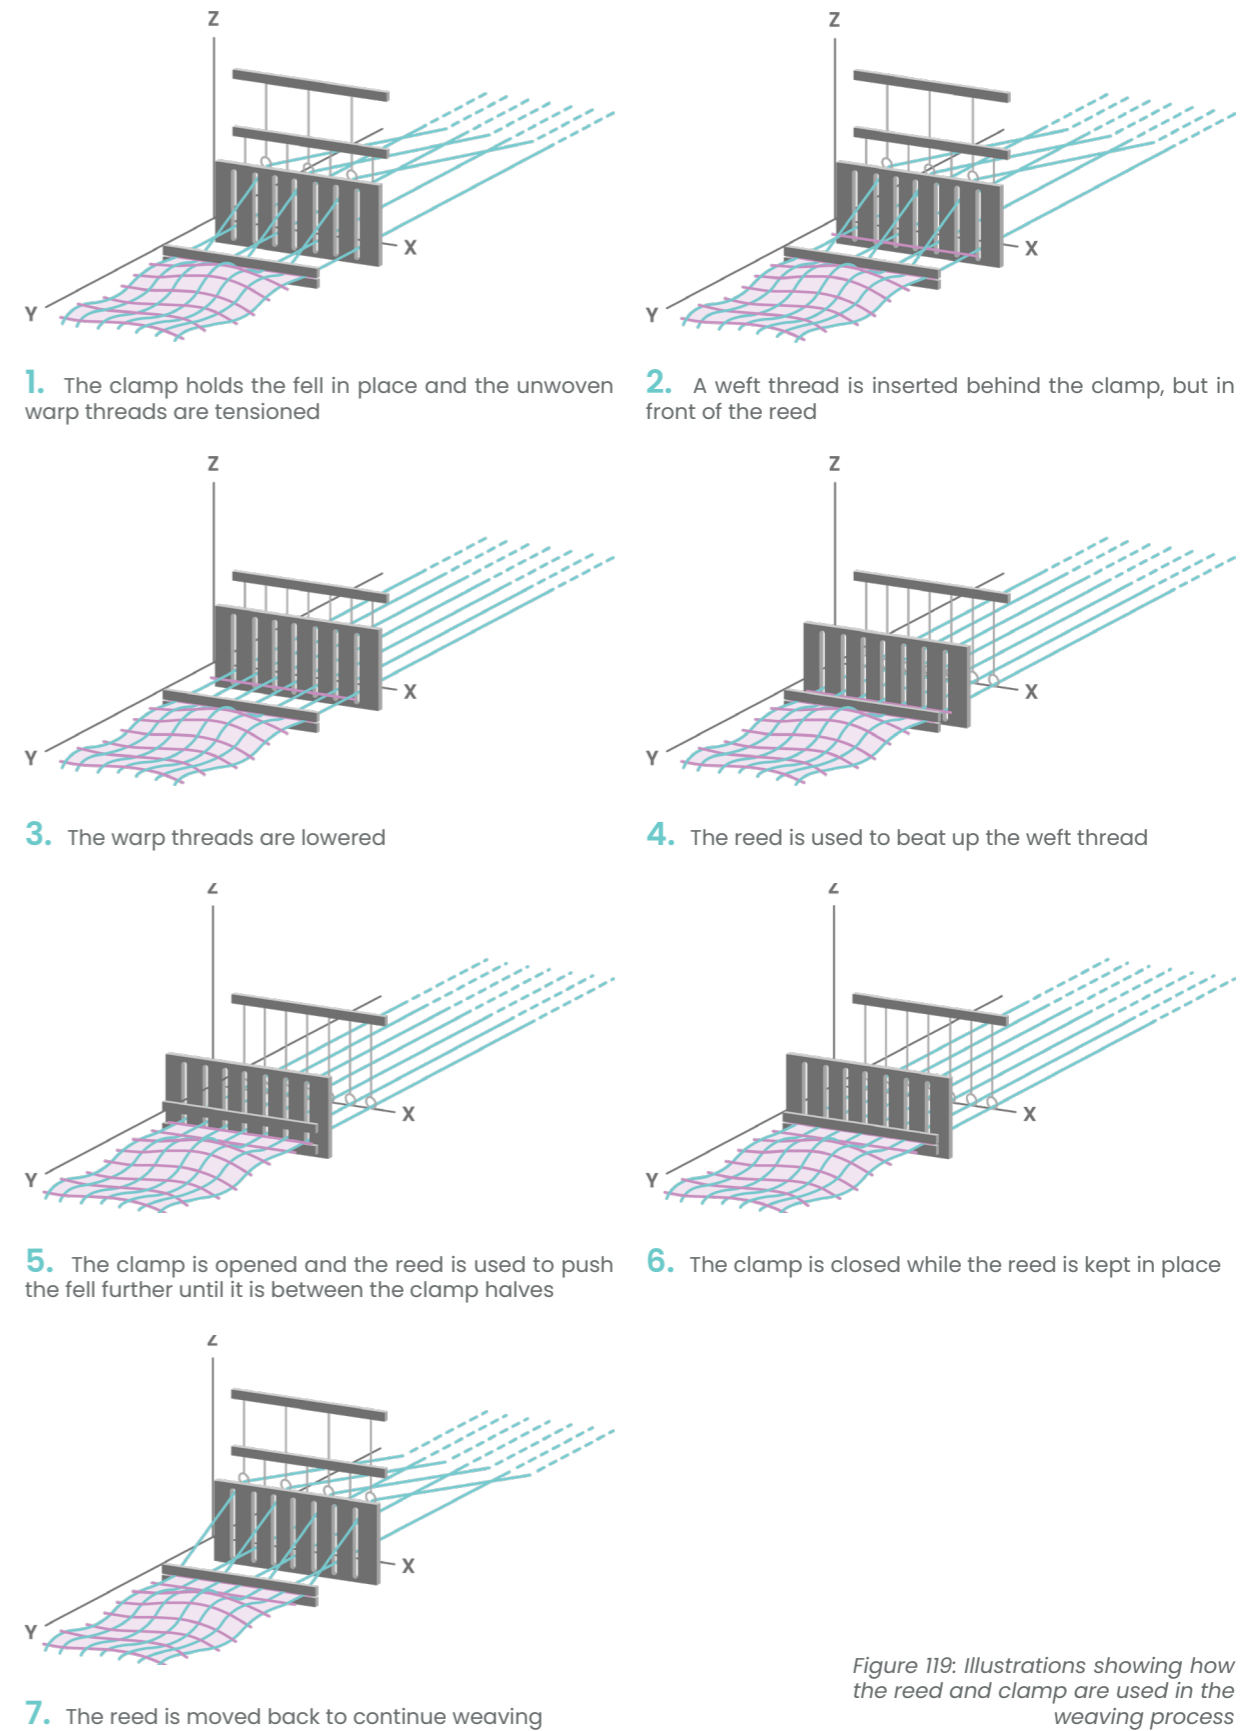 Z
X
Y
1. The clamp holds the fell in place and the unwoven
warp threads are tensioned
Z
X
Y
2. A weft thread is inserted behind the clamp, but in
front of the reed
Z
X
Y
3. The warp threads are lowered
Z
X
Y
4. The reed is used to beat up the weft thread
Z
X
Y
5. The clamp is opened and the reed is used to push
the fell further until it is between the clamp halves
Z
X
Y
6. The clamp is closed while the reed is kept in place
Z
X
Y
7. The reed is moved back to continue weaving
Figure 119: Illustrations showing how
the reed and clamp are used in the
weaving process